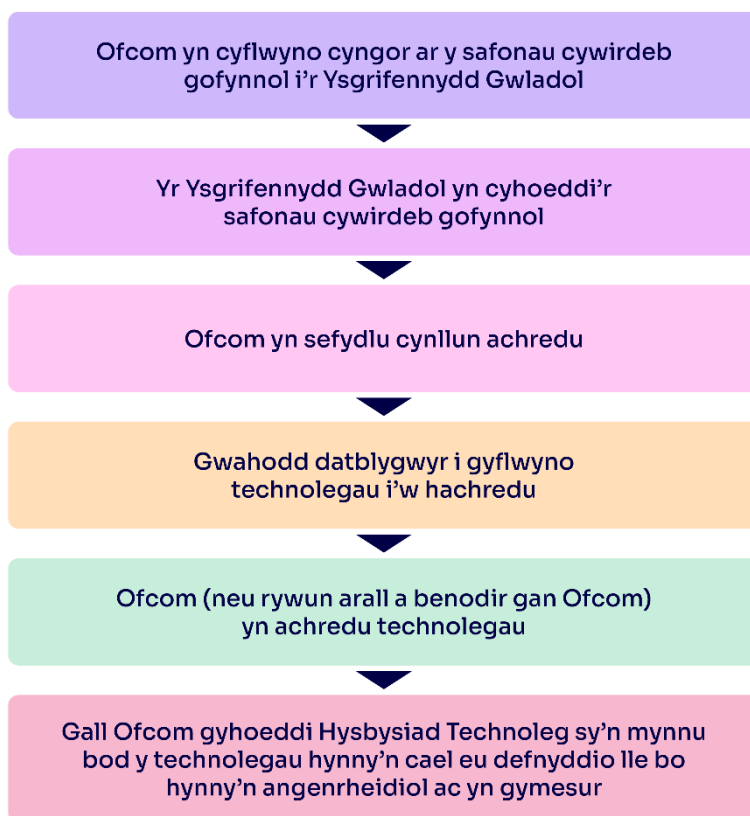 Ofcom yn cyflwyno cyngor ar y safonau cywirdeb
gofynnol i'r Ysgrifennydd Gwladol
Yr Ysgrifennydd Gwladol yn cyhoeddi'r
safonau cywirdeb gofynnol
Ofcom yn sefydlu cynllun achredu
Gwahodd datblygwyr i gyflwyno
technolegau i'w hachredu
Ofcom (neu rywun arall a benodir gan Ofcom)
yn achredu technolegau
Gall Ofcom gyhoeddi Hysbysiad Technoleg sy'n mynnu
bod y technolegau hynny'n cael eu defnyddio lle bo
hynny'n angenrheidiol ac yn gymesur